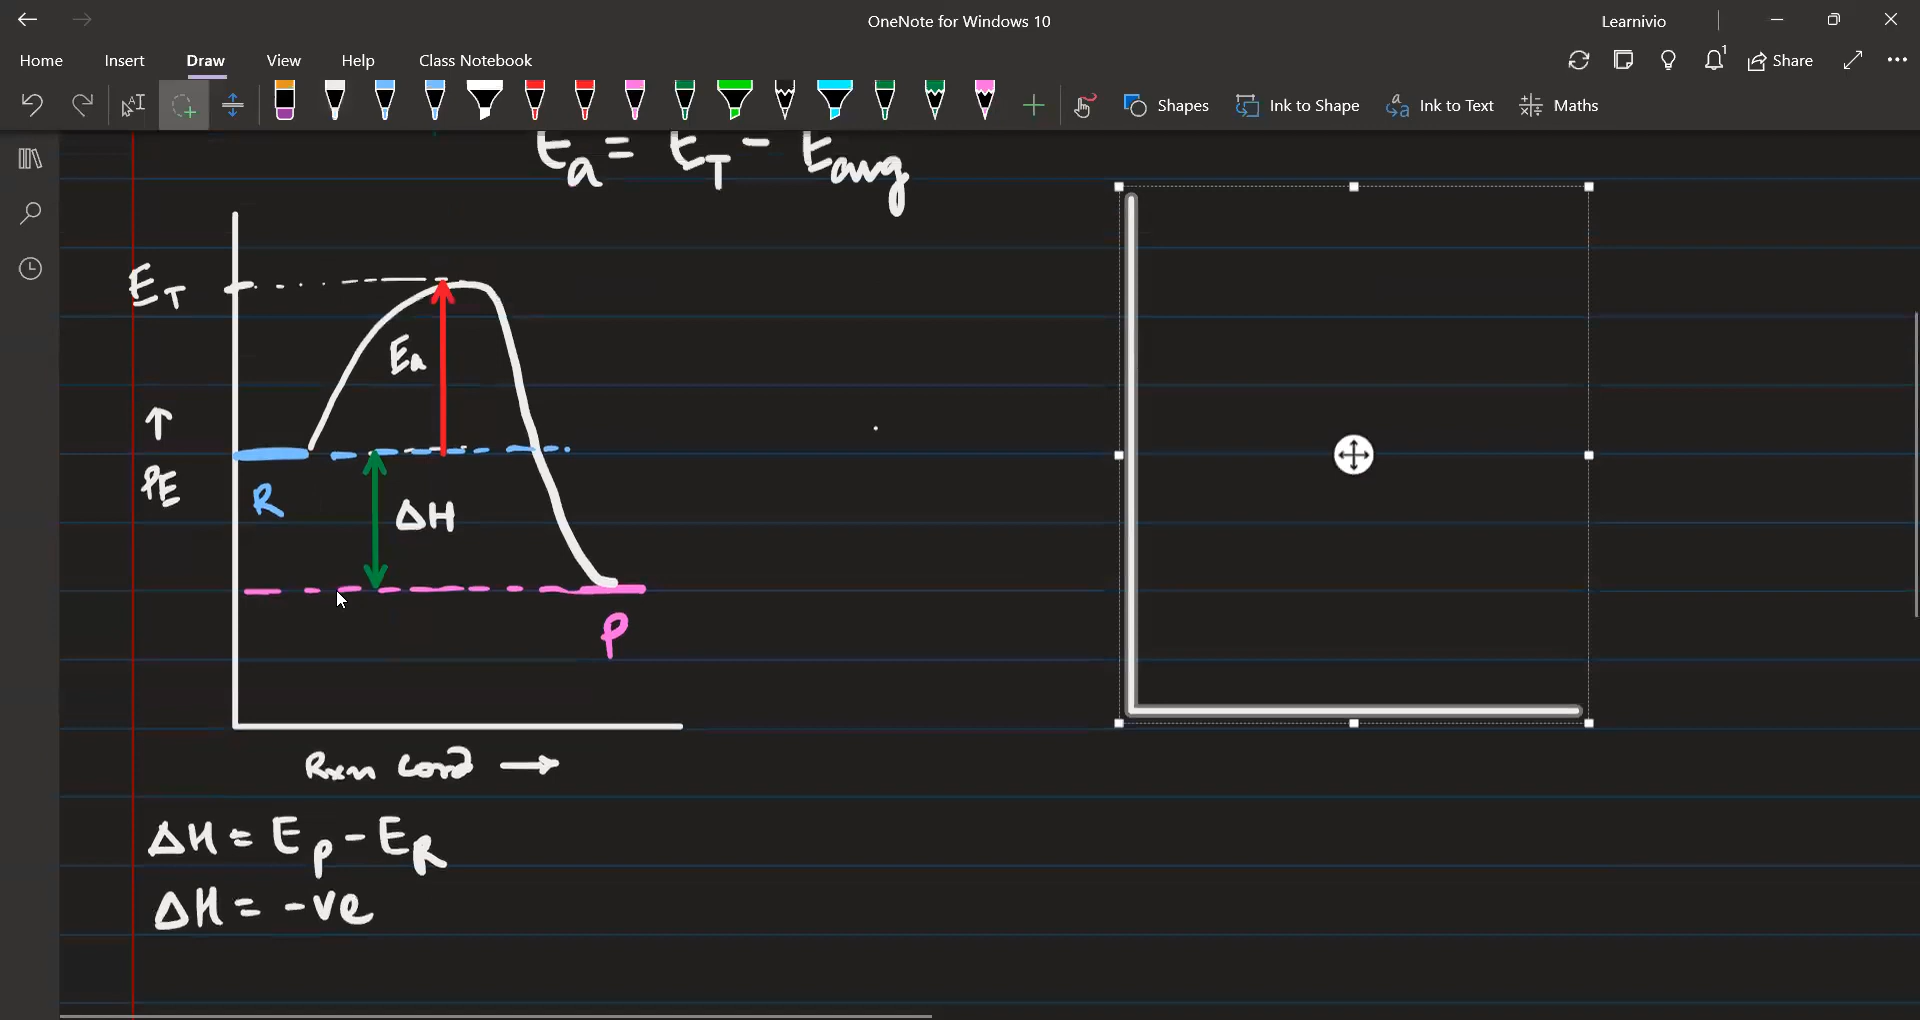 OneNote for Windows 10
Learnivio
Home Insert Draw View Help Class Notebook
1
Share
Shapes Ink to Shape Ink to Text Maths
Ea = ET - Eavg
ET
Ea
↑
PE
R
ΔH
P
Rxn Cord →
ΔH = EP - ER
ΔH = -ve